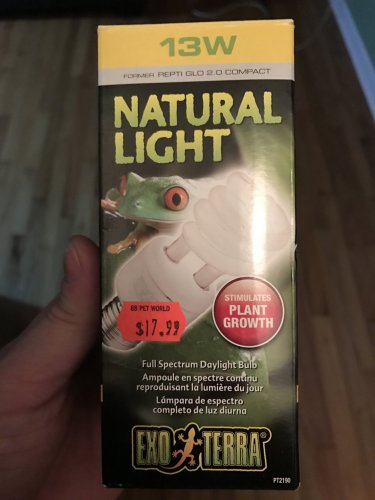 13W
FORMER REPTI GLO 2.0 COMPACT
NATURAL
LIGHT
STIMULATES
PLANT
GROWTH
88 PET WORLD
$17.99
Full Spectrum Daylight Bulb
Ampoule en spectre continu
reproduisant la lumière du jour
Lámpara de espectro
completo de luz diurna
EXO TERRA®
PT2190